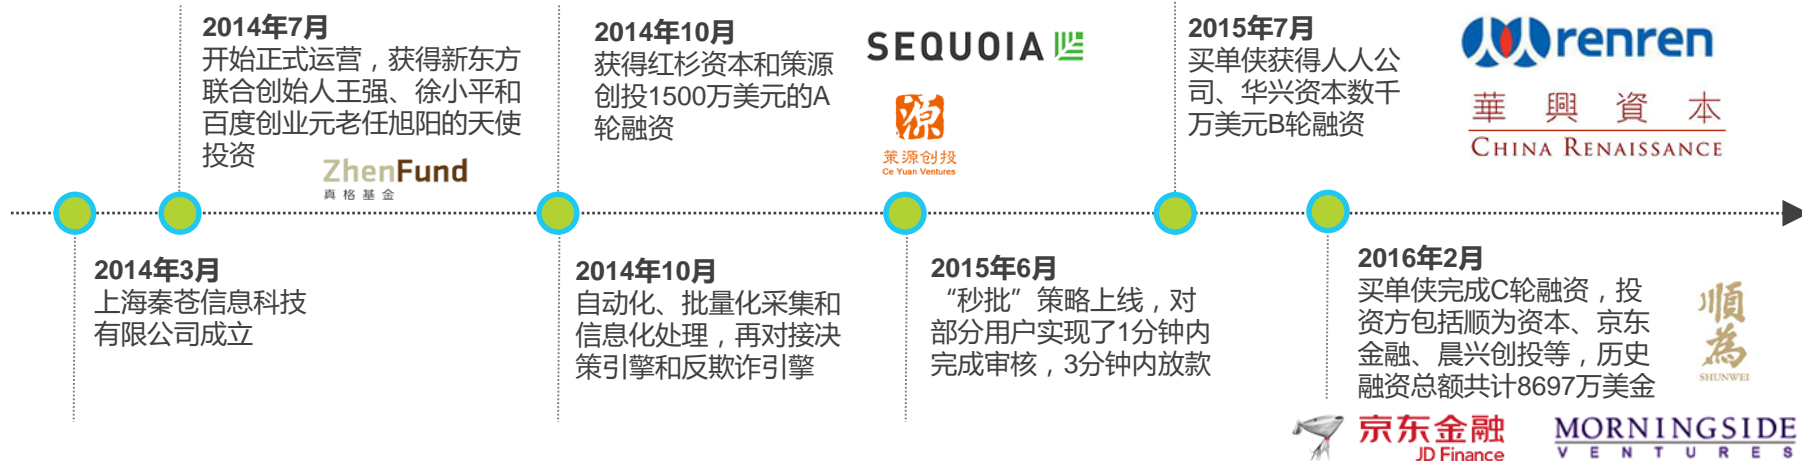 2014年7月
开始正式运营，获得新东方
联合创始人王强、徐小平和
百度创业元老任旭阳的天使
投资
ZhenFund
真格基金
2014年10月
获得红杉资本和策源
创投1500万美元的A
轮融资
SEQUOIA
源
策源创投
Ce Yuan Ventures
2015年7月
买单侠获得人人公
司、华兴资本数千
万美元B轮融资
renren
華興資本
CHINA RENAISSANCE
2014年3月
上海秦苍信息科技
有限公司成立
2014年10月
自动化、批量化采集和
信息化处理，再对接决
策引擎和反欺诈引擎
2015年6月
“秒批”策略上线，对
部分用户实现了1分钟内
完成审核，3分钟内放款
2016年2月
买单侠完成C轮融资，投
资方包括顺为资本、京东
金融、晨兴创投等，历史
融资总额共计8697万美金
順為
SHUNWEI
京东金融
JD Finance
MORNINGSIDE
VENTURES